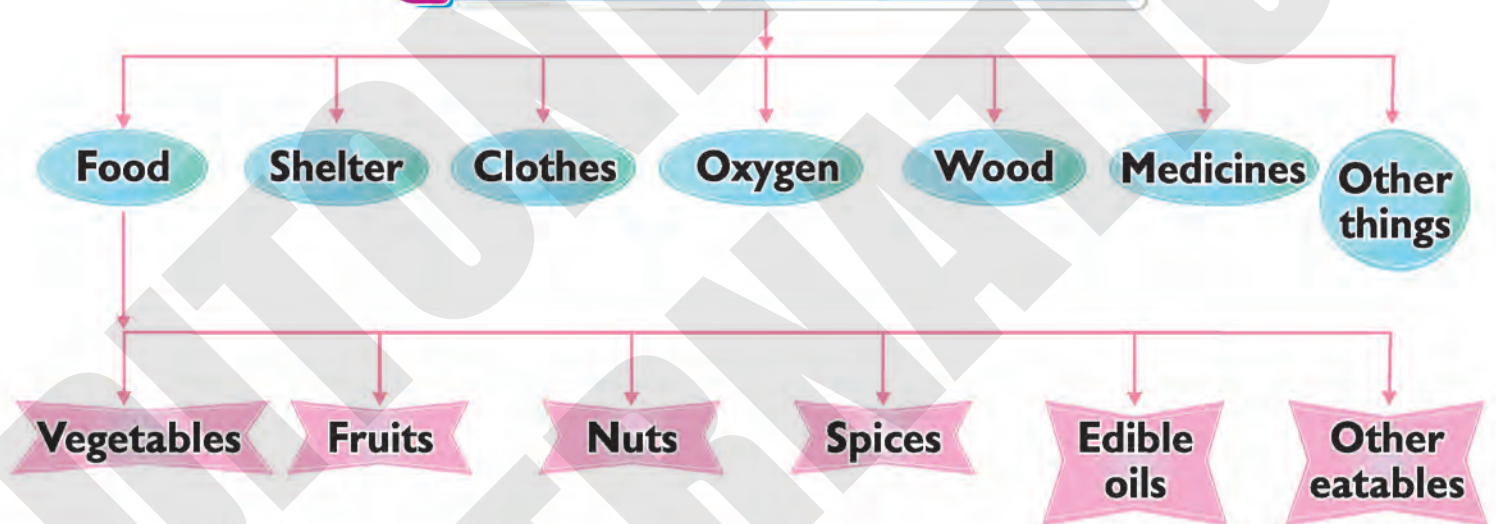 Food
Shelter
Clothes
Oxygen
Wood
Medicines
Other
things
Vegetables
Fruits
Nuts
Spices
Edible
oils
Other
eatables